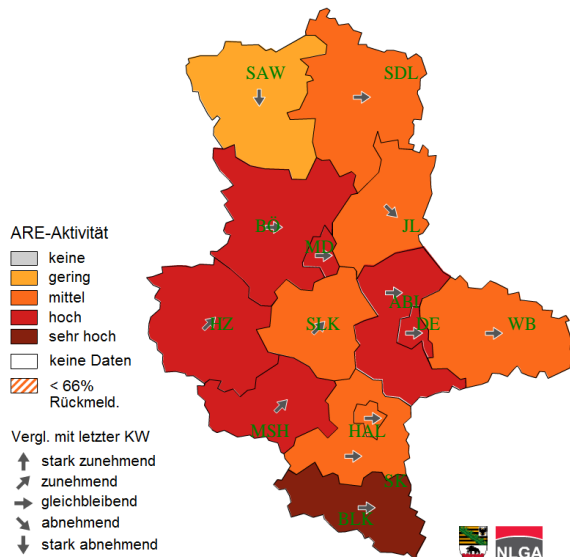 SAW
SDL
BÖ
JL
MD
ABI
HZ
SLK
DE
WB
MSH
HAL
SK
BLK
ARE-Aktivität
keine
gering
mittel
hoch
sehr hoch
keine Daten
< 66%
Rückmeld.
Vergl. mit letzter KW
stark zunehmend
zunehmend
gleichbleibend
abnehmend
stark abnehmend
NLGA